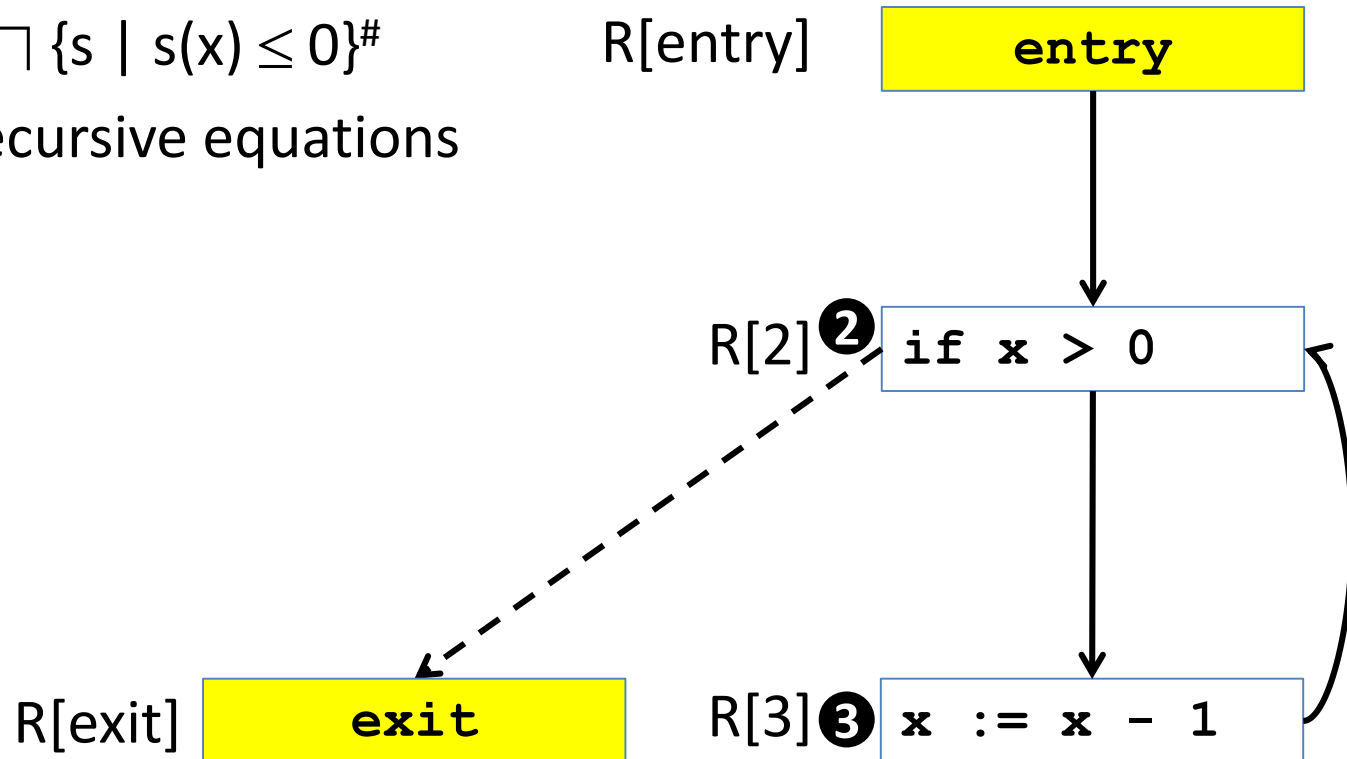 ⊓ {s | s(x) ≤ 0}#
ecursive equations
R[entry] entry
R[2] ❷ if x > 0
R[exit] exit
R[3] ❸ x := x - 1